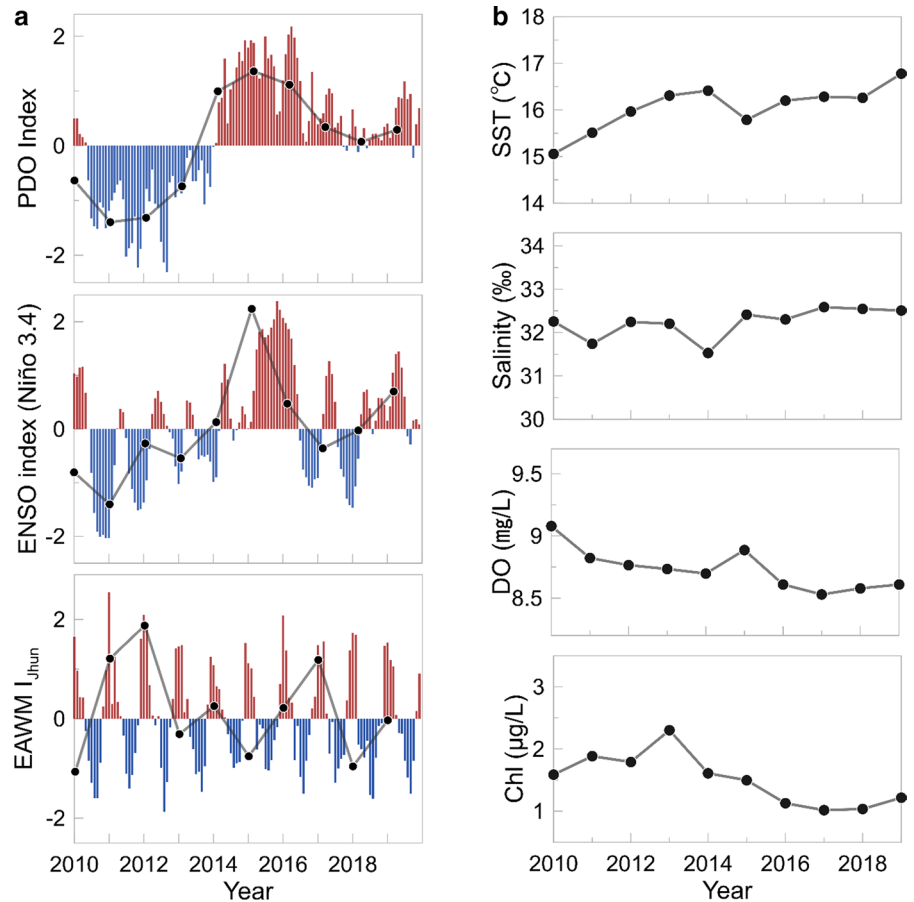 a
PDO Index
2
0
-2
ENSO index (Niño 3.4)
2
0
-2
EAWM I_Jhun
2
0
-2
2010 2012 2014 2016 2018
Year
b
SST (°C)
18
17
16
15
14
Salinity (‰)
34
33
32
31
30
DO (mg/L)
9.5
9
8.5
Chl (µg/L)
3
2
1
2010 2012 2014 2016 2018
Year